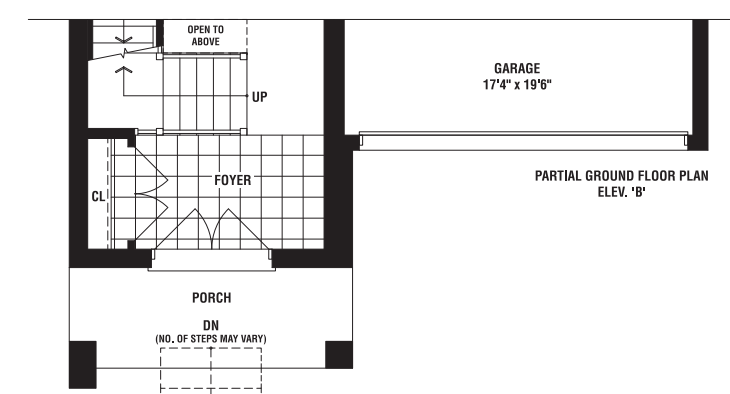 OPEN TO
ABOVE
UP
GARAGE
17'4" x 19'6"
PARTIAL GROUND FLOOR PLAN
ELEV. 'B'
FOYER
CL
PORCH
DN
(NO. OF STEPS MAY VARY)